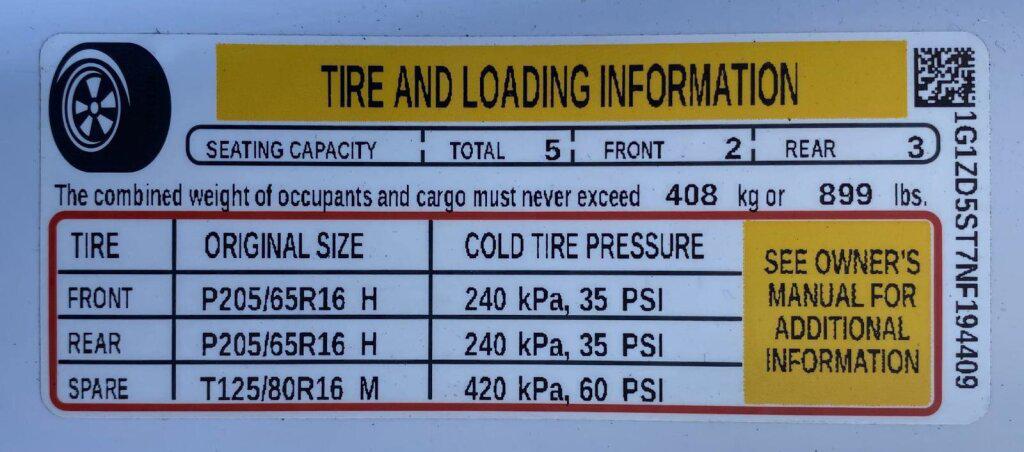 TIRE AND LOADING INFORMATION
SEATING CAPACITY TOTAL 5 FRONT 2 REAR 3
The combined weight of occupants and cargo must never exceed 408 kg or 899 lbs.
TIRE ORIGINAL SIZE COLD TIRE PRESSURE
FRONT P205/65R16 H 240 kPa, 35 PSI
REAR P205/65R16 H 240 kPa, 35 PSI
SPARE T125/80R16 M 420 kPa, 60 PSI
SEE OWNER'S
MANUAL FOR
ADDITIONAL
INFORMATION
1G1ZD5ST7NF194409